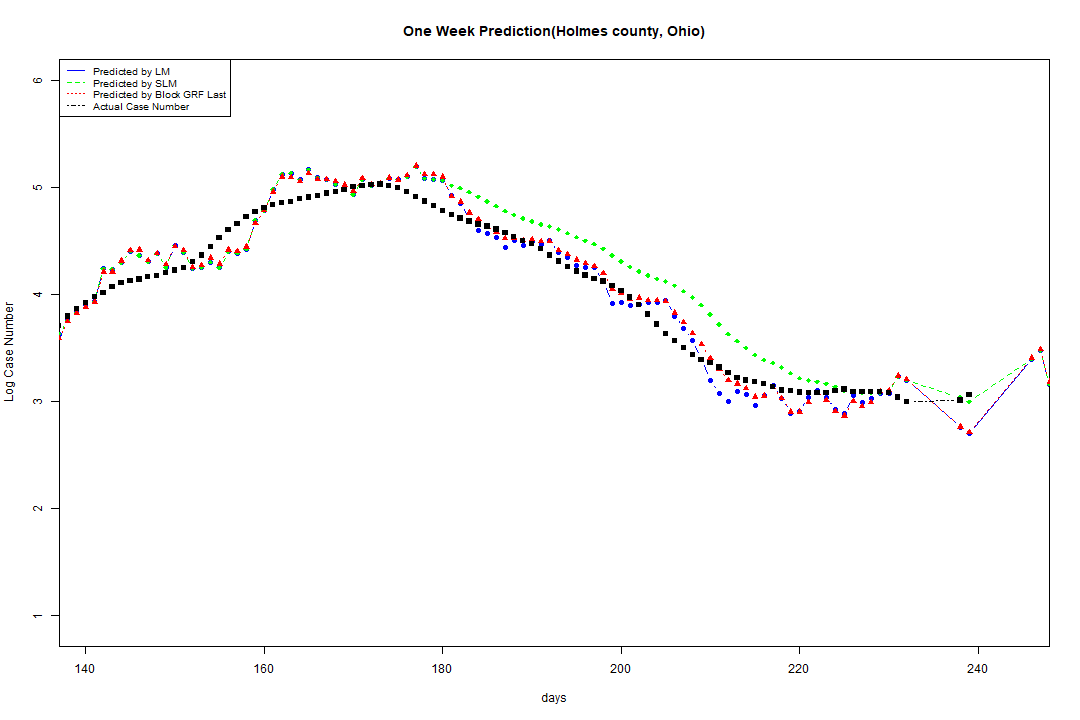 One Week Prediction(Holmes county, Ohio)
Predicted by LM
Predicted by SLM
Predicted by Block GRF Last
Actual Case Number
6
5
4
3
2
1
Log Case Number
140 160 180 200 220 240
days